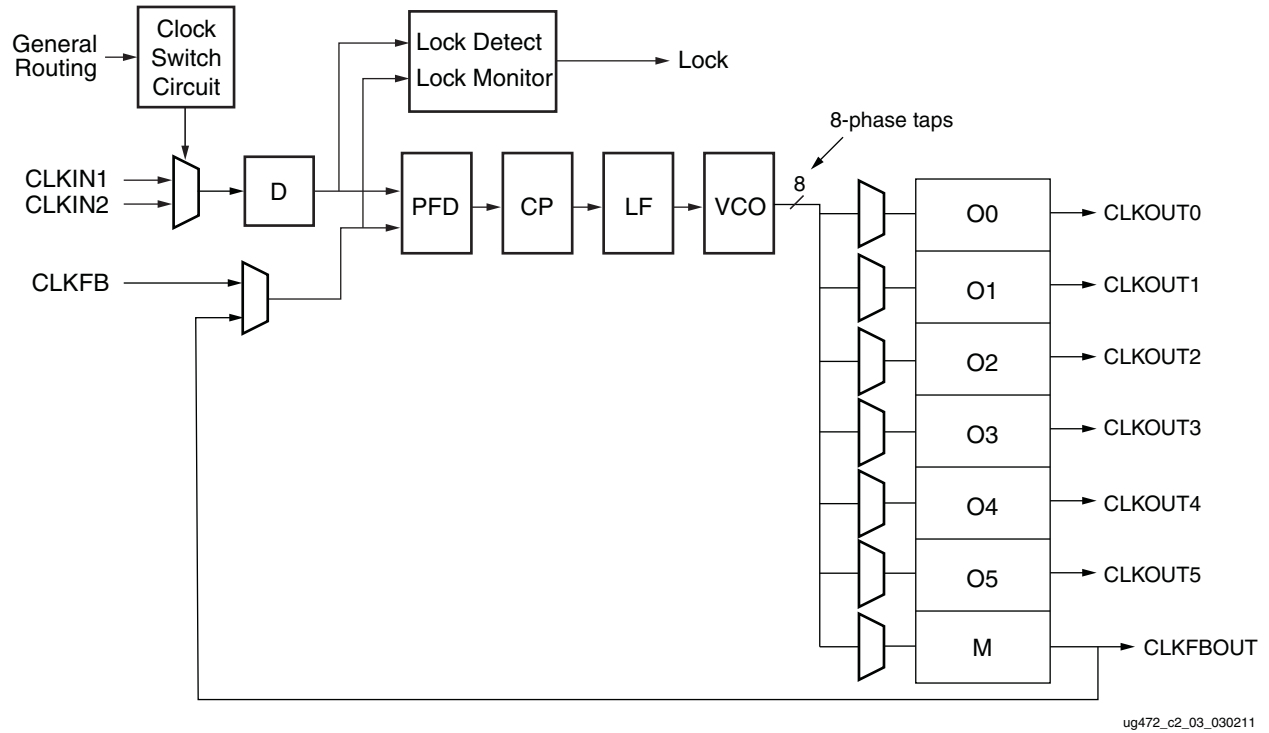 General
Routing
Clock
Switch
Circuit
Lock Detect
Lock Monitor
Lock
8-phase taps
CLKIN1
CLKIN2
D
PFD
CP
LF
VCO
8
CLKFB
O0
CLKOUT0
O1
CLKOUT1
O2
CLKOUT2
O3
CLKOUT3
O4
CLKOUT4
O5
CLKOUT5
M
CLKFBOUT
ug472_c2_03_030211